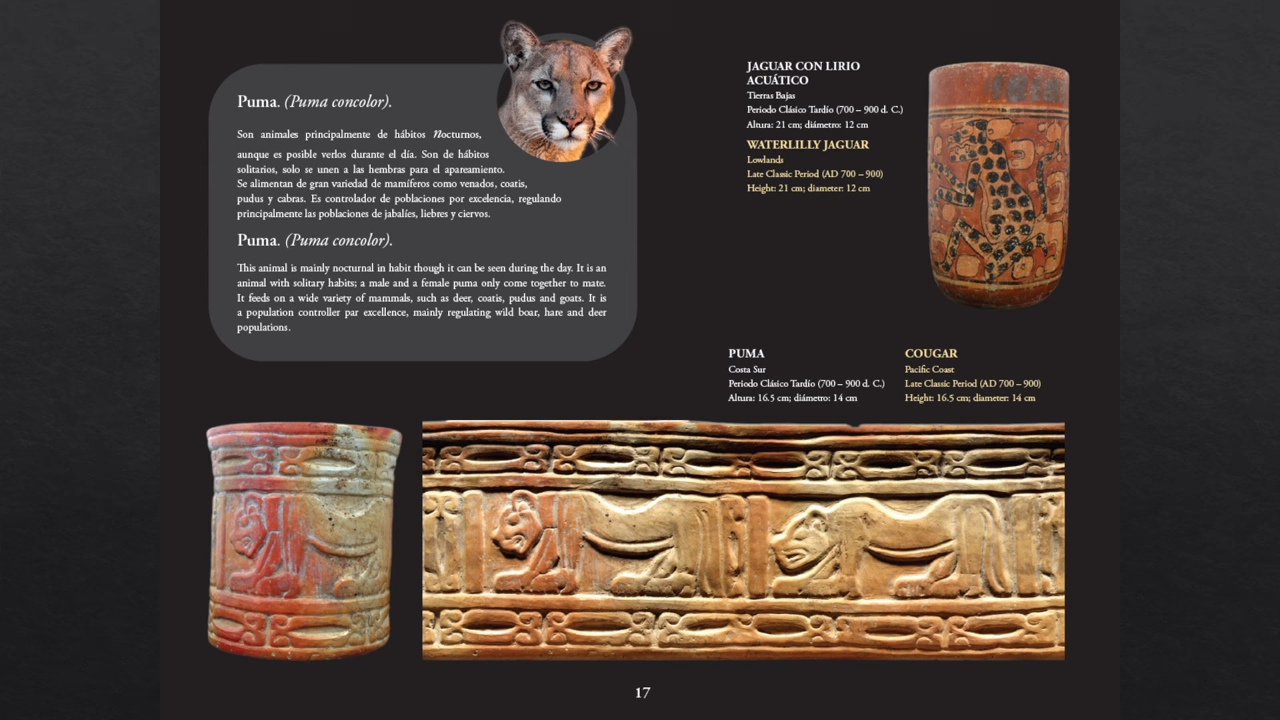 Puma. (Puma concolor).
Son animales principalmente de hábitos nocturnos,
aunque es posible verlos durante el día. Son de hábitos
solitarios, solo se unen a las hembras para el apareamiento.
Se alimentan de gran variedad de mamíferos como venados, coatis,
pudus y cabras. Es controlador de poblaciones por excelencia, regulando
principalmente las poblaciones de jabalíes, liebres y ciervos.
Puma. (Puma concolor).
This animal is mainly nocturnal in habit though it can be seen during the day. It is an
animal with solitary habits; a male and a female puma only come together to mate.
It feeds on a wide variety of mammals, such as deer, coatis, pudus and goats. It is
a population controller par excellence, mainly regulating wild boar, hare and deer
populations.
JAGUAR CON LIRIO
ACUÁTICO
Tierras Bajas
Periodo Clásico Tardío (700 – 900 d. C.)
Altura: 21 cm; diámetro: 12 cm
WATERLILLY JAGUAR
Lowlands
Late Classic Period (AD 700 – 900)
Height: 21 cm; diameter: 12 cm
PUMA
Costa Sur
Periodo Clásico Tardío (700 – 900 d. C.)
Altura: 16.5 cm; diámetro: 14 cm
COUGAR
Pacific Coast
Late Classic Period (AD 700 – 900)
Height: 16.5 cm; diameter: 14 cm
17